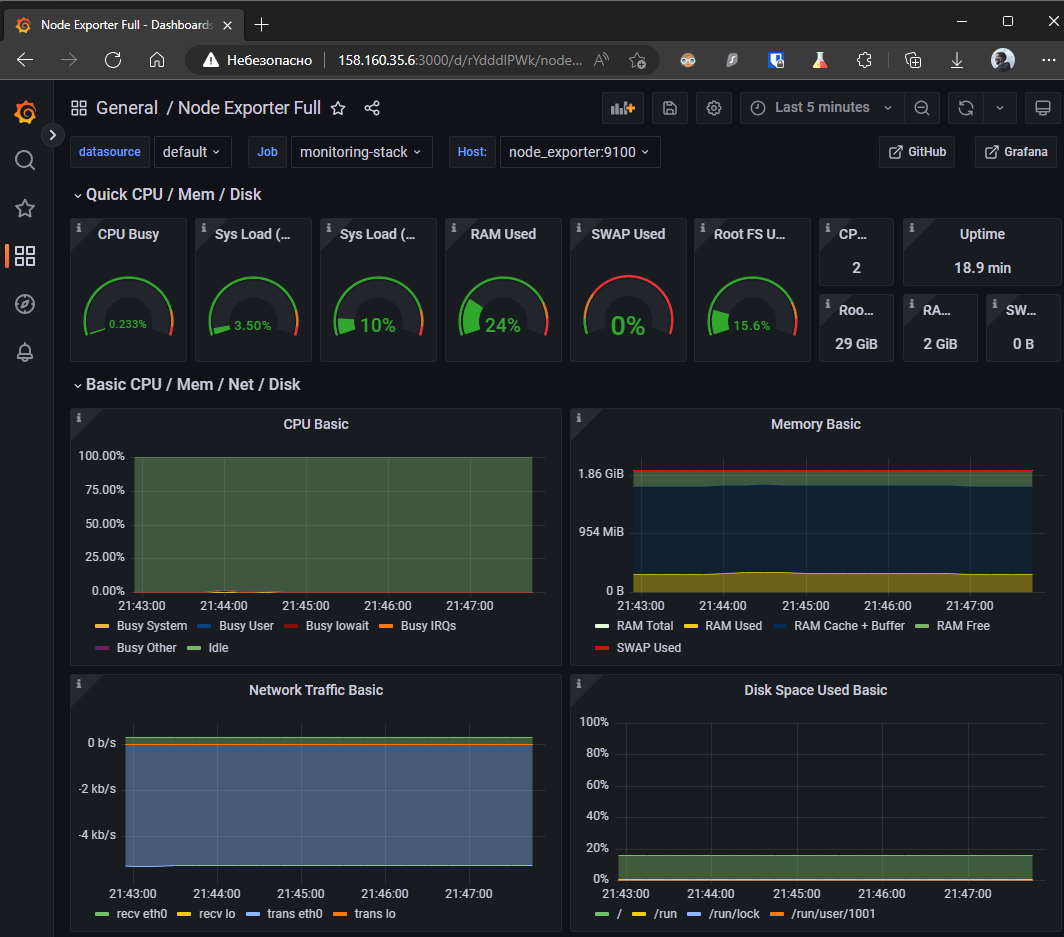 Node Exporter Full - Dashboards
Небезопасно 158.160.35.6:3000/d/rYdddlPWk/node...
General / Node Exporter Full
Last 5 minutes
datasource default Job monitoring-stack Host: node_exporter:9100 GitHub Grafana
Quick CPU / Mem / Disk
CPU Busy
0.233%
Sys Load (...
3.50%
Sys Load (...
10%
RAM Used
24%
SWAP Used
0%
Root FS U...
15.6%
CP...
2
Uptime
18.9 min
Roo...
29 GiB
RA...
2 GiB
SW...
0 B
Basic CPU / Mem / Net / Disk
CPU Basic
100.00%
75.00%
50.00%
25.00%
0.00%
21:43:00 21:44:00 21:45:00 21:46:00 21:47:00
Busy System Busy User Busy Iowait Busy IRQs
Busy Other Idle
Memory Basic
1.86 GiB
954 MiB
0 B
21:43:00 21:44:00 21:45:00 21:46:00 21:47:00
RAM Total RAM Used RAM Cache + Buffer RAM Free
SWAP Used
Network Traffic Basic
0 b/s
-2 kb/s
-4 kb/s
21:43:00 21:44:00 21:45:00 21:46:00 21:47:00
recv eth0 recv lo trans eth0 trans lo
Disk Space Used Basic
100%
80%
60%
40%
20%
0%
21:43:00 21:44:00 21:45:00 21:46:00 21:47:00
/ /run /run/lock /run/user/1001